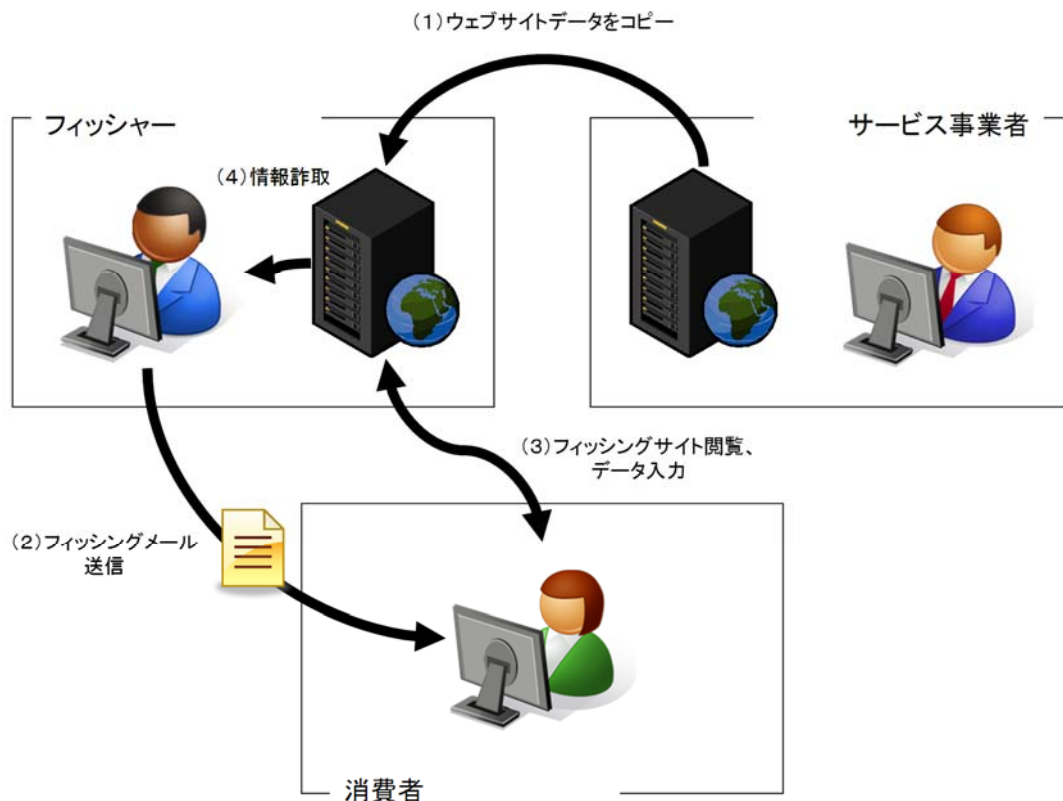 (1)ウェブサイトデータをコピー
フィッシャー
サービス事業者
(4)情報詐取
(3)フィッシングサイト閲覧、
データ入力
(2)フィッシングメール
送信
消費者